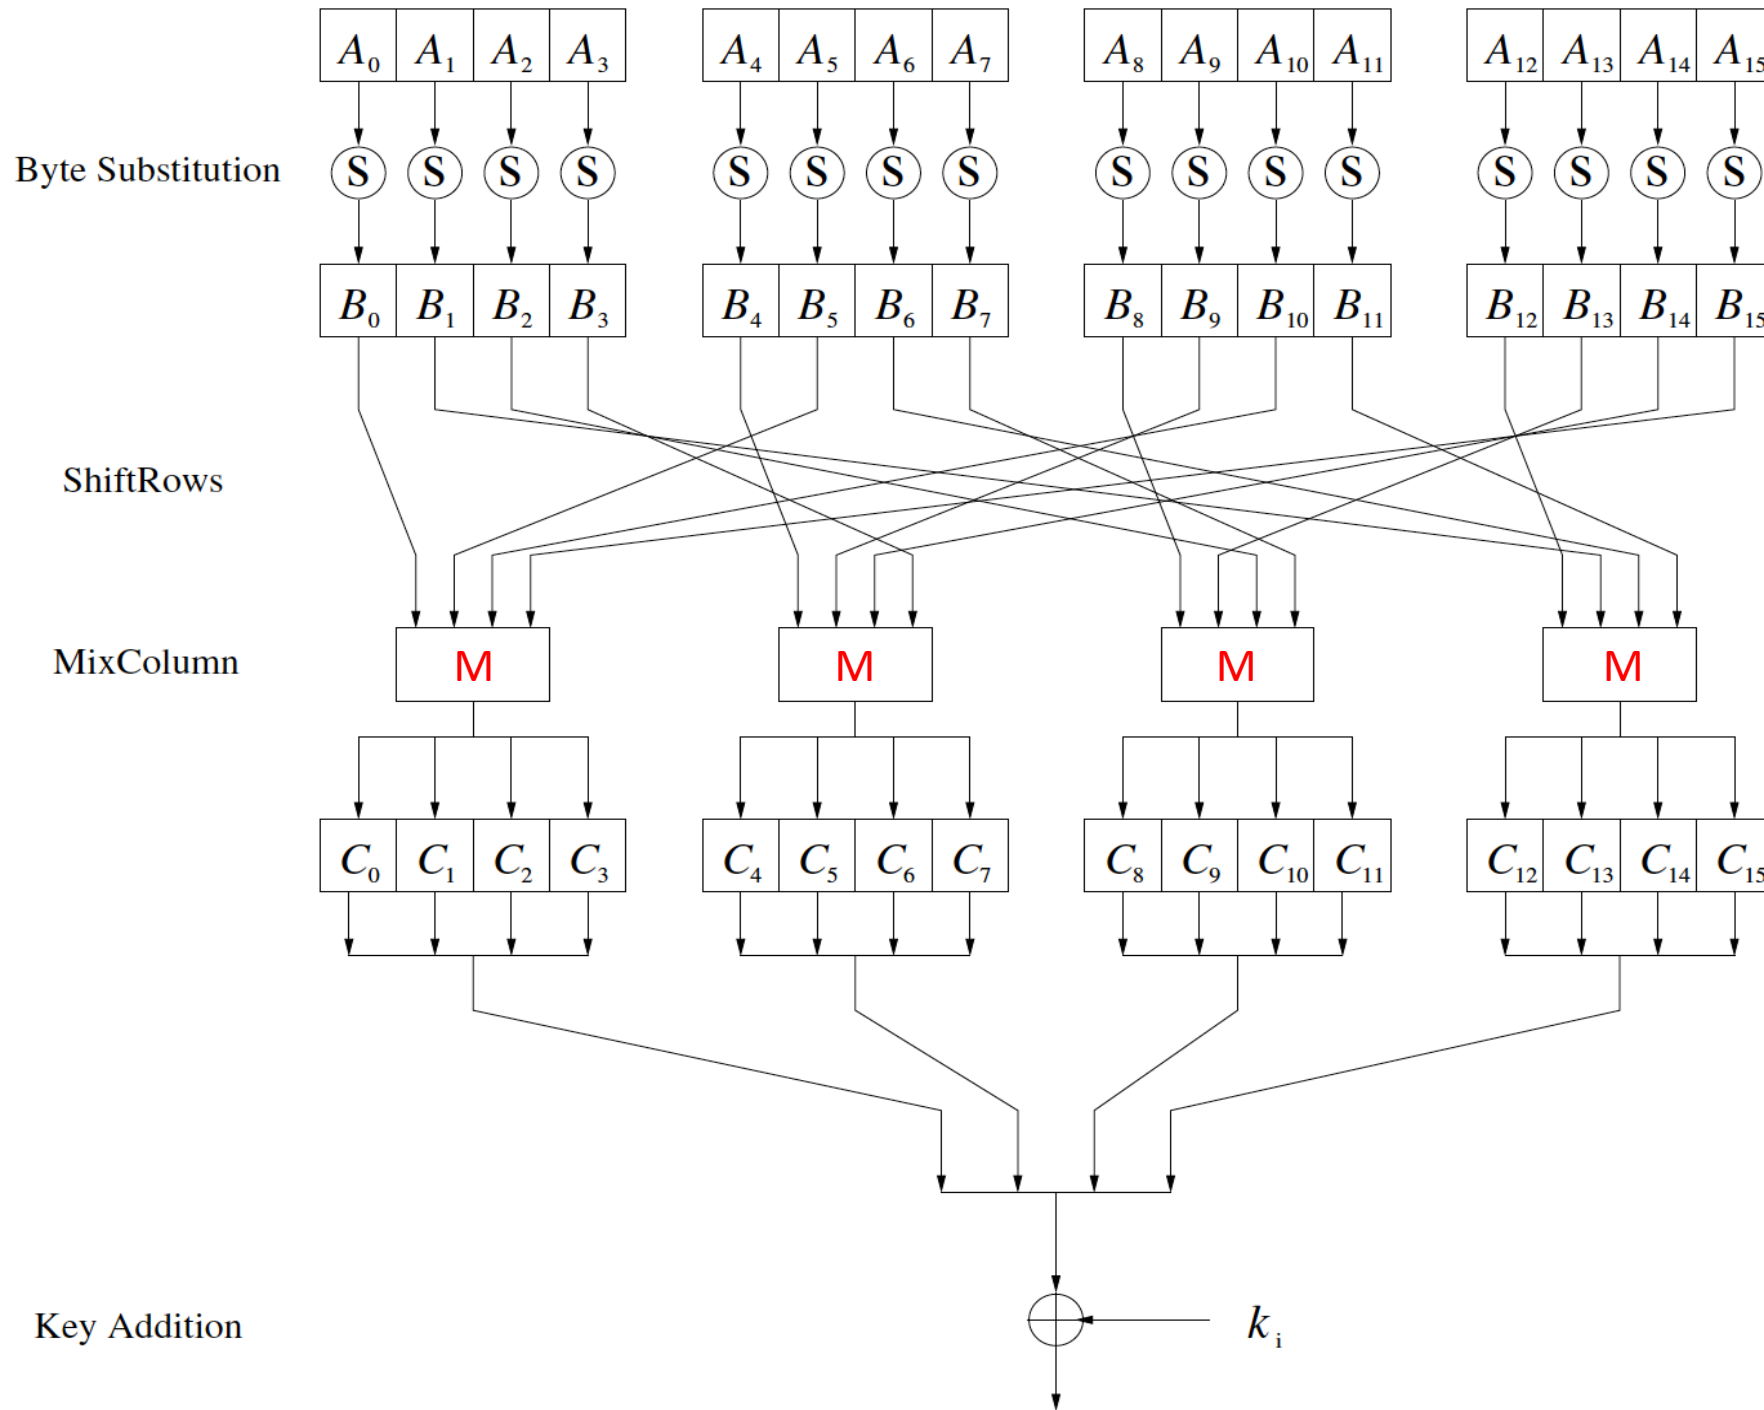 A0 A1 A2 A3 A4 A5 A6 A7 A8 A9 A10 A11 A12 A13 A14 A15
Byte Substitution S S S S S S S S S S S S S S S S
B0 B1 B2 B3 B4 B5 B6 B7 B8 B9 B10 B11 B12 B13 B14 B15
ShiftRows
MixColumn M M M M
C0 C1 C2 C3 C4 C5 C6 C7 C8 C9 C10 C11 C12 C13 C14 C15
Key Addition ki